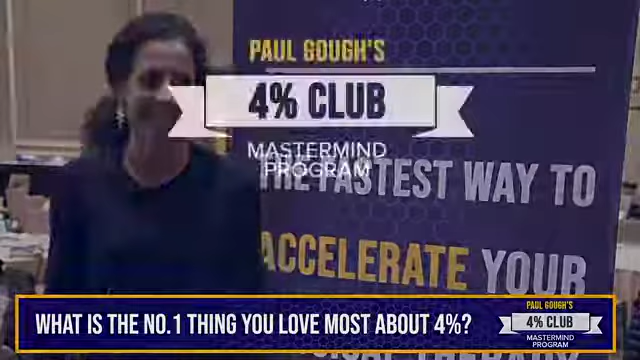 PAUL GOUGH'S
4% CLUB
MASTERMIND
PROGRAM
THE FASTEST WAY TO
ACCELERATE YOUR
WHAT IS THE NO.1 THING YOU LOVE MOST ABOUT 4%?
PAUL GOUGH'S
4% CLUB
MASTERMIND
PROGRAM